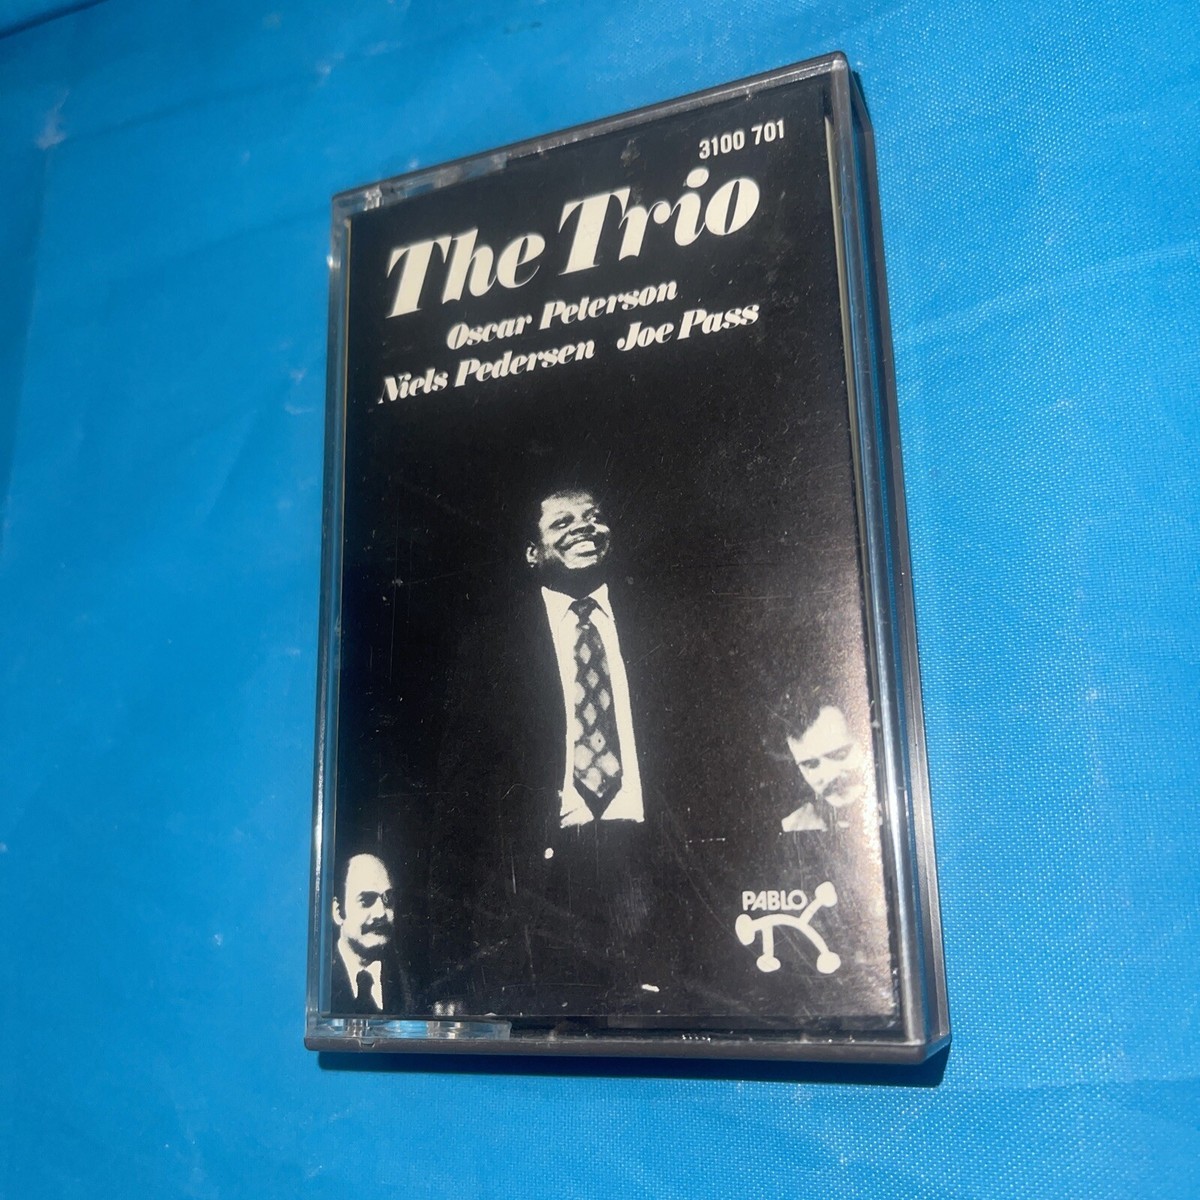 3100 701
The Trio
Oscar Peterson
Niels Pedersen Joe Pass
PABLO